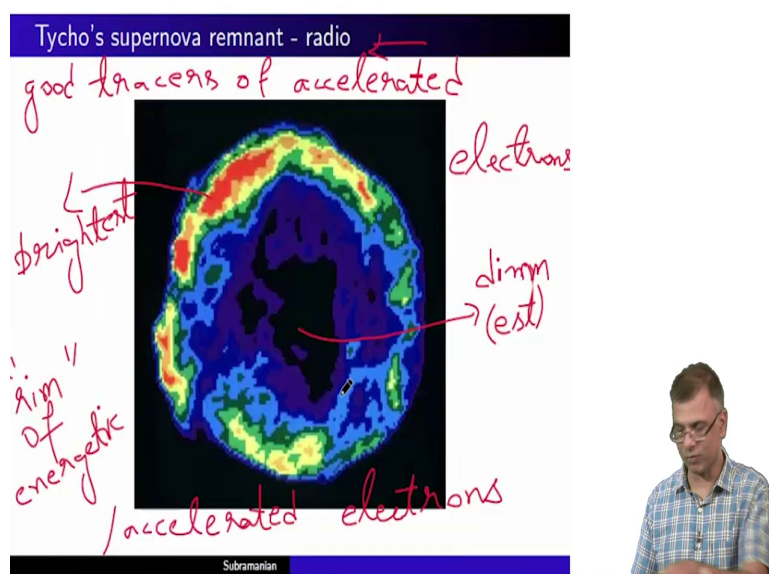 Tycho's supernova remnant - radio
good tracers of accelerated
electrons
brightest
dimm
(est)
"rim"
of
energetic
/accelerated electrons
Subramanian